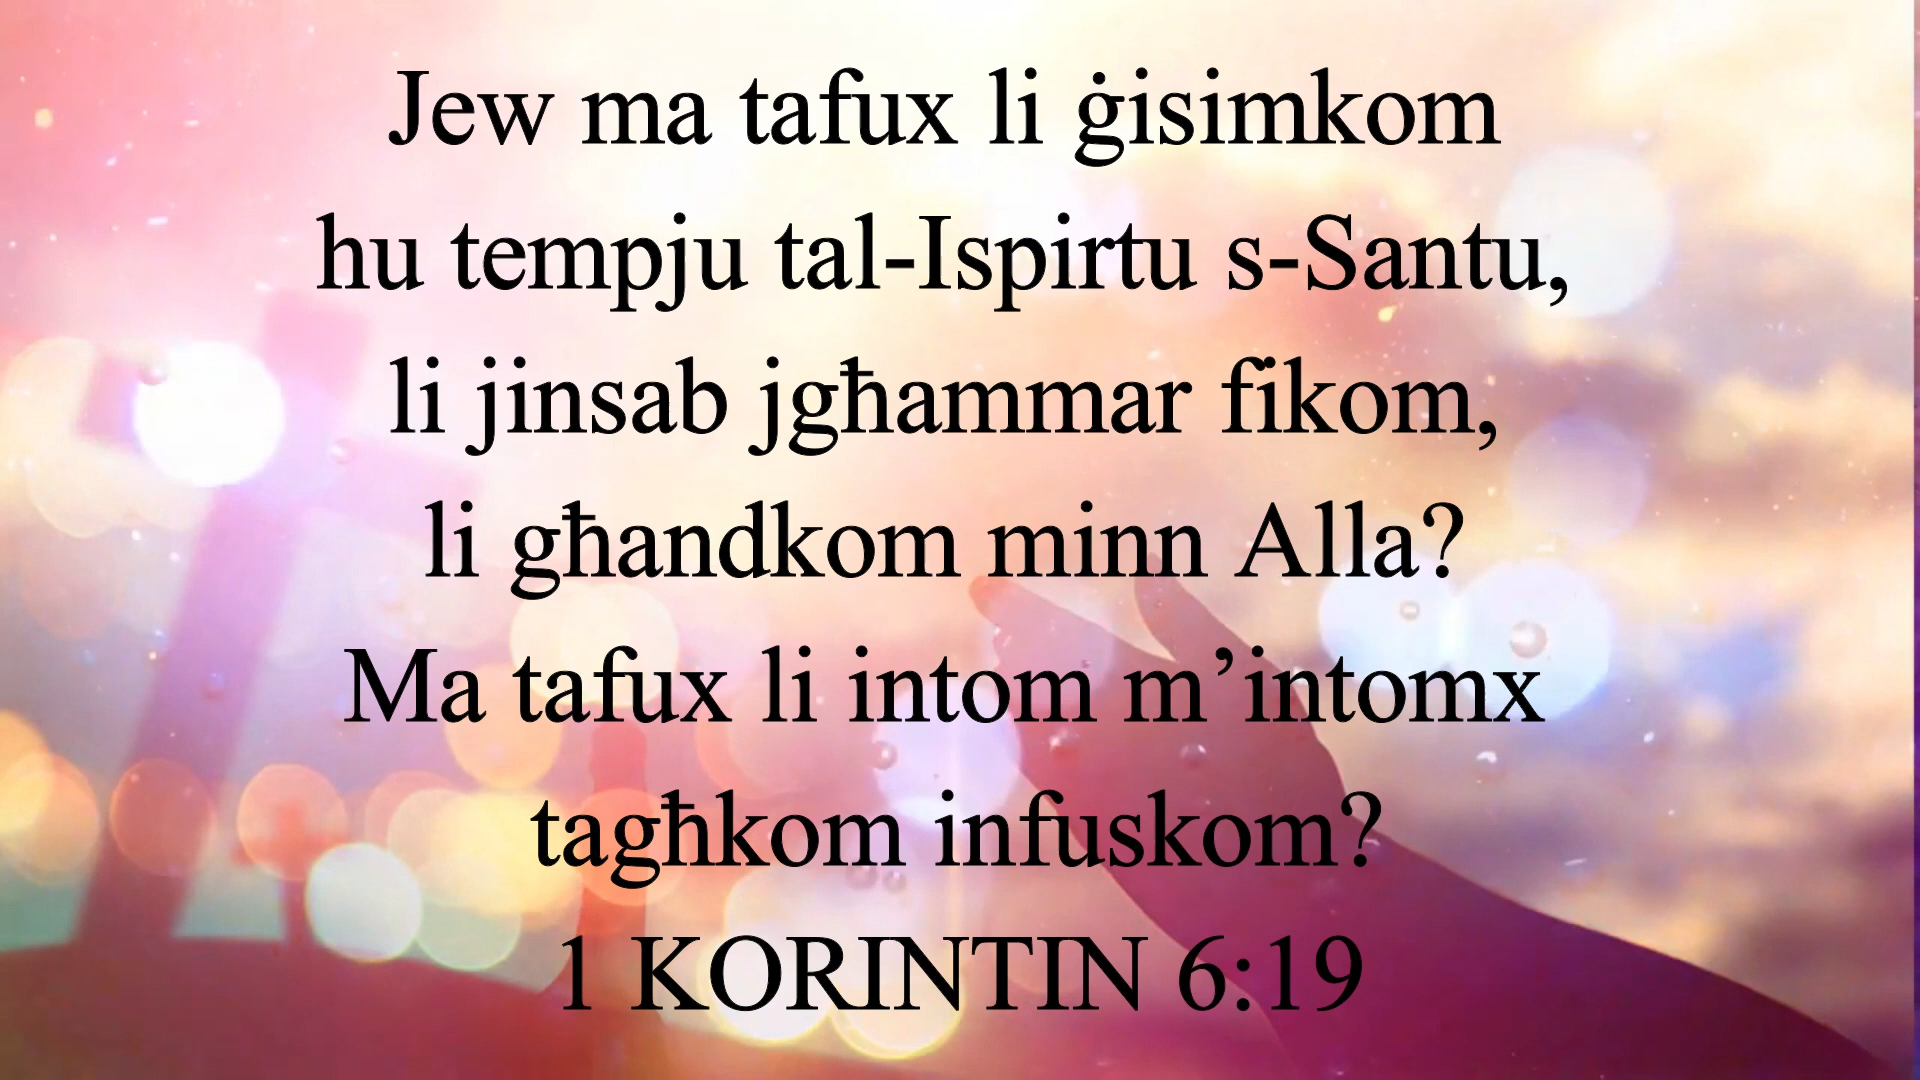 Jew ma tafux li ġisimkom
hu tempju tal-Ispirtu s-Santu,
li jinsab jgħammar fikom,
li għandkom minn Alla?
Ma tafux li intom m’intomx
tagħkom infuskom?
1 KORINTIN 6:19